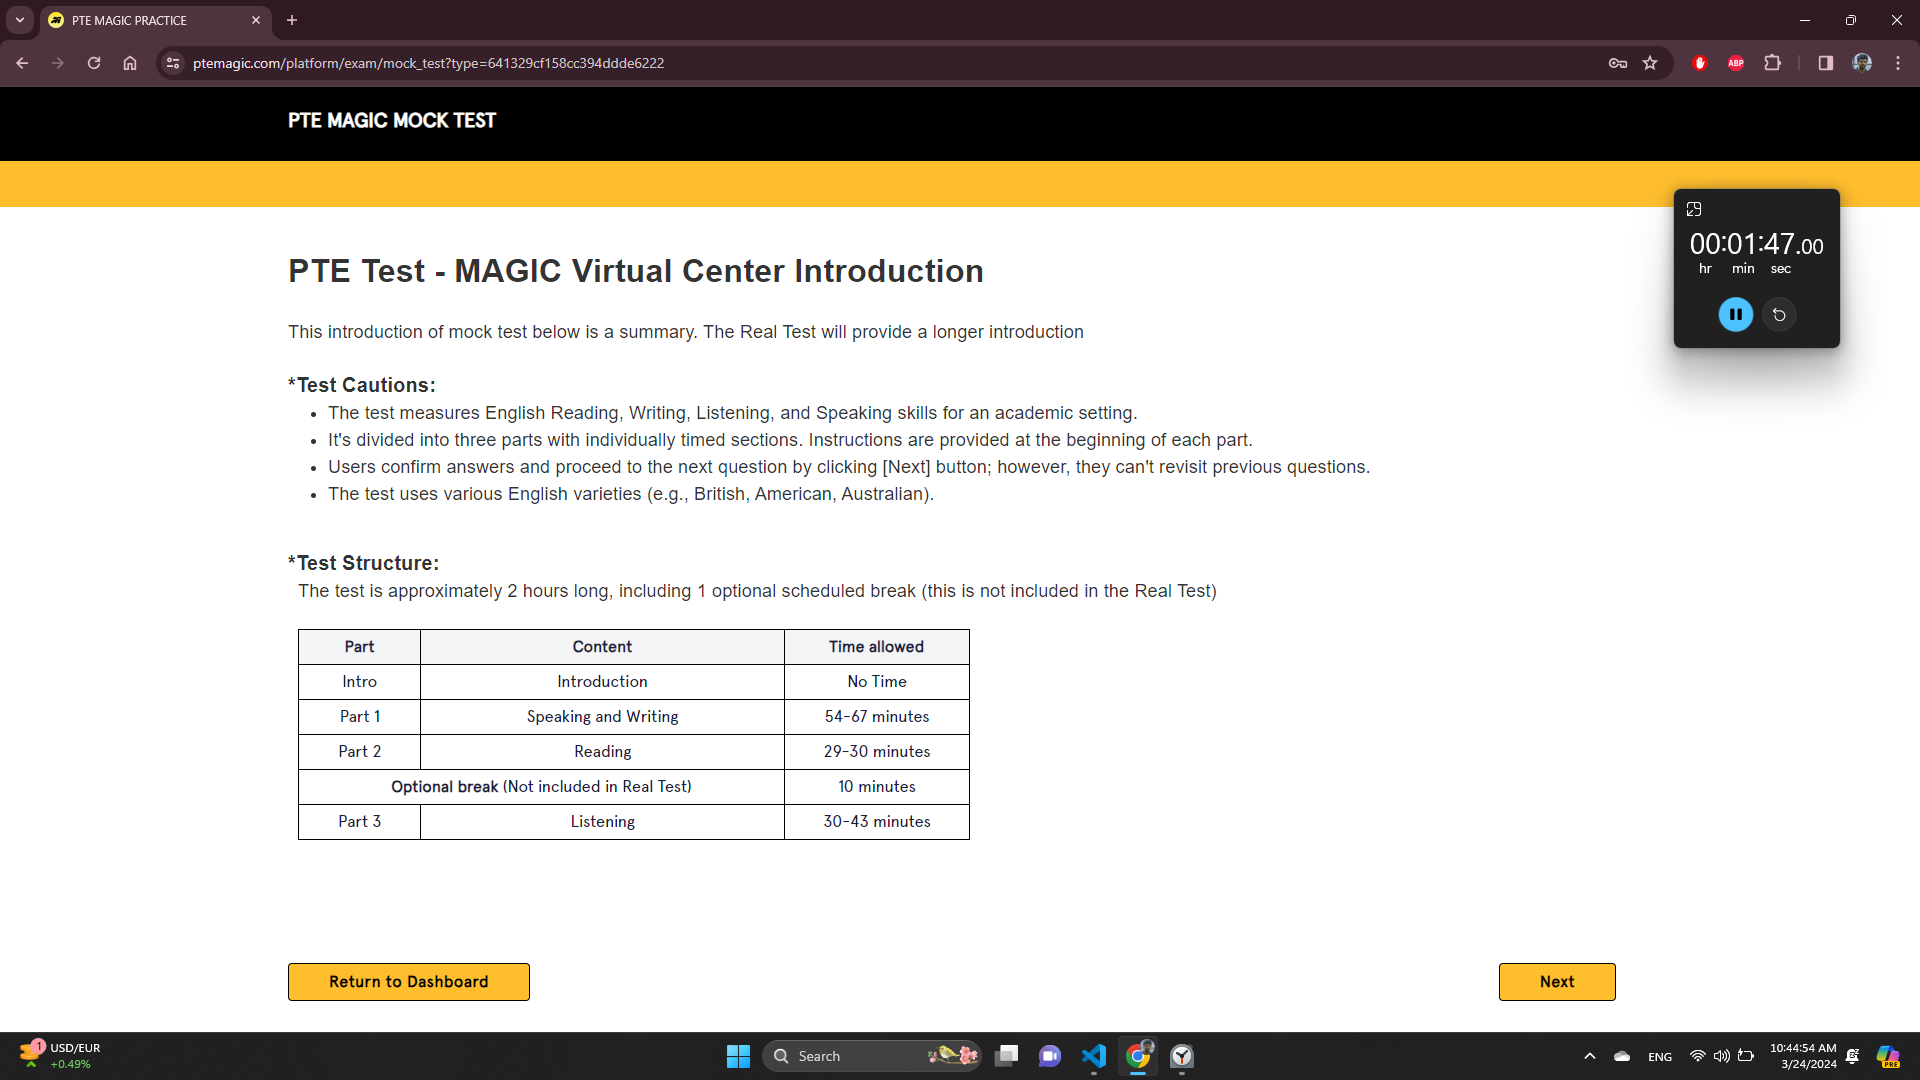 PTE MAGIC PRACTICE
ptemagic.com/platform/exam/mock_test?type=641329cf158cc394ddde6222
ABP
PTE MAGIC MOCK TEST
00:01:47.00
hr min sec
PTE Test - MAGIC Virtual Center Introduction
This introduction of mock test below is a summary. The Real Test will provide a longer introduction
*Test Cautions:
• The test measures English Reading, Writing, Listening, and Speaking skills for an academic setting.
• It's divided into three parts with individually timed sections. Instructions are provided at the beginning of each part.
• Users confirm answers and proceed to the next question by clicking [Next] button; however, they can't revisit previous questions.
• The test uses various English varieties (e.g., British, American, Australian).
*Test Structure:
The test is approximately 2 hours long, including 1 optional scheduled break (this is not included in the Real Test)
Part Content Time allowed
Intro Introduction No Time
Part 1 Speaking and Writing 54-67 minutes
Part 2 Reading 29-30 minutes
Optional break (Not included in Real Test) 10 minutes
Part 3 Listening 30-43 minutes
Return to Dashboard
Next
1
USD/EUR
+0.49%
Search
ENG
10:44:54 AM
3/24/2024
PRE